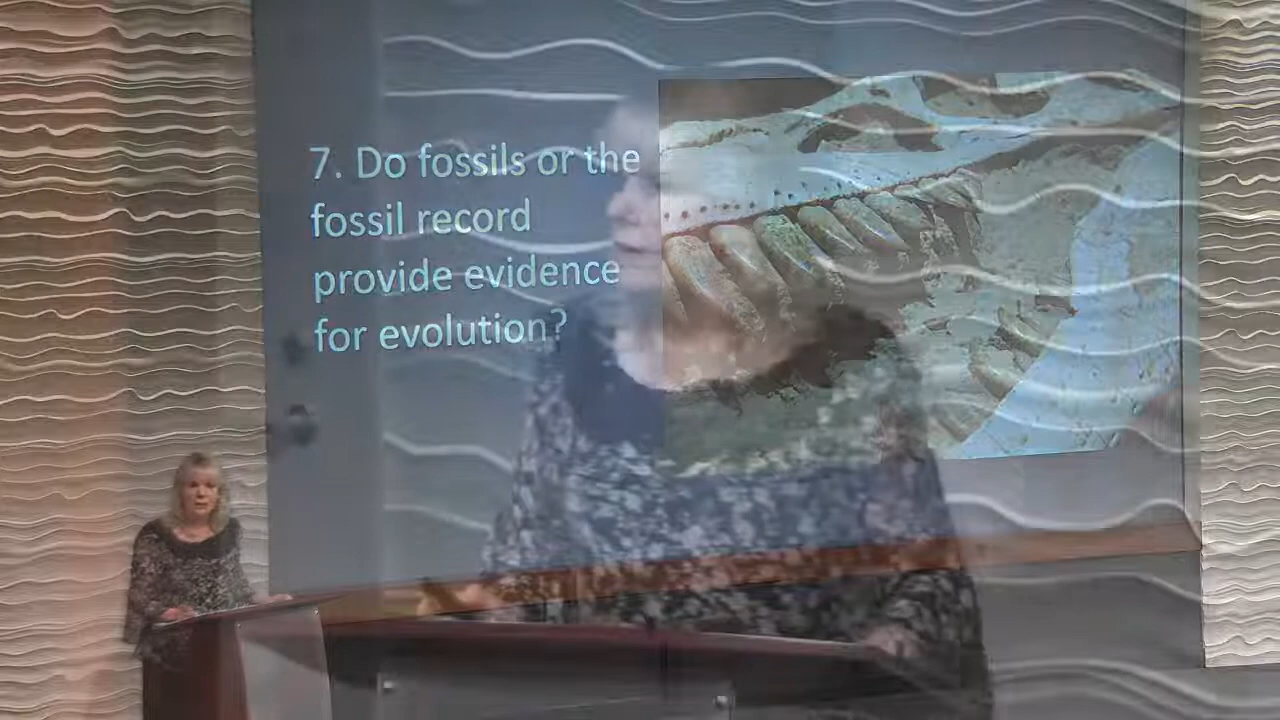 7. Do fossils or the
fossil record
provide evidence
for evolution?